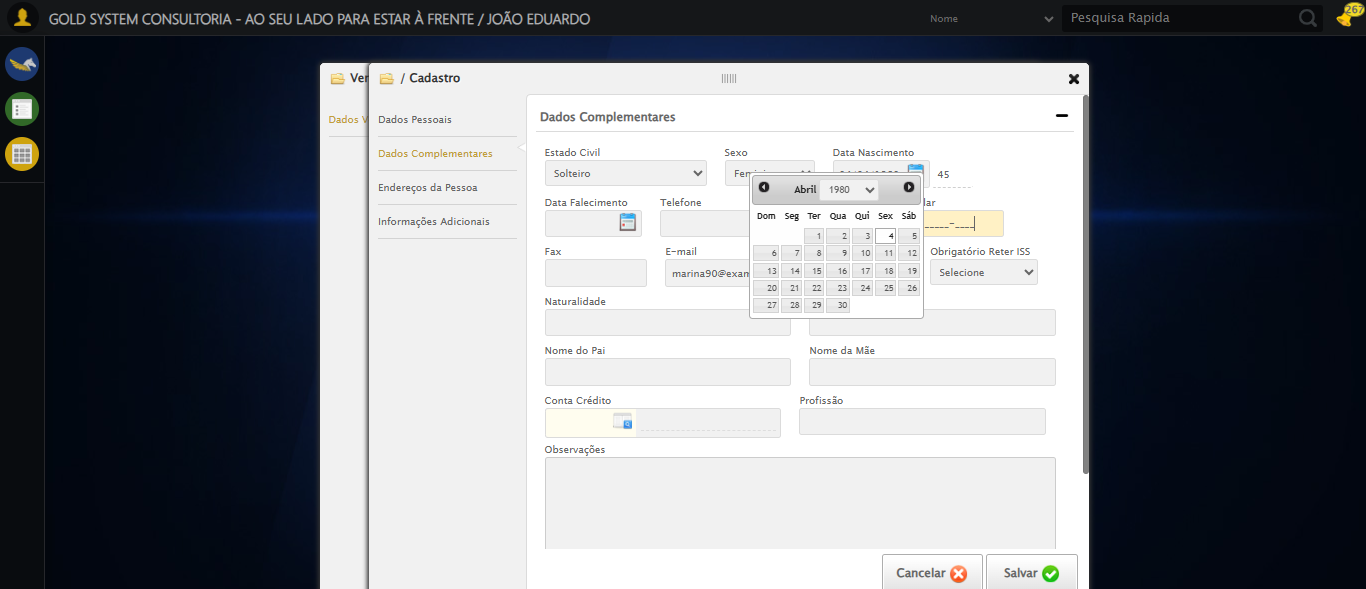 GOLD SYSTEM CONSULTORIA - AO SEU LADO PARA ESTAR À FRENTE / JOÃO EDUARDO
Nome
Pesquisa Rapida
267
Ver
/ Cadastro
Dados V
Dados Pessoais
Dados Complementares
Endereços da Pessoa
Informações Adicionais
Dados Complementares
Estado Civil
Sexo
Data Nascimento
Solteiro
45
Data Falecimento
Telefone
lar
_____-____
Fax
E-mail
Obrigatório Reter ISS
marina90@exam
Selecione
Abril 1980
Dom Seg Ter Qua Qui Sex Sáb
1 2 3 4 5
6 7 8 9 10 11 12
13 14 15 16 17 18 19
20 21 22 23 24 25 26
27 28 29 30
Naturalidade
Nome do Pai
Nome da Mãe
Conta Crédito
Profissão
Observações
Cancelar
Salvar